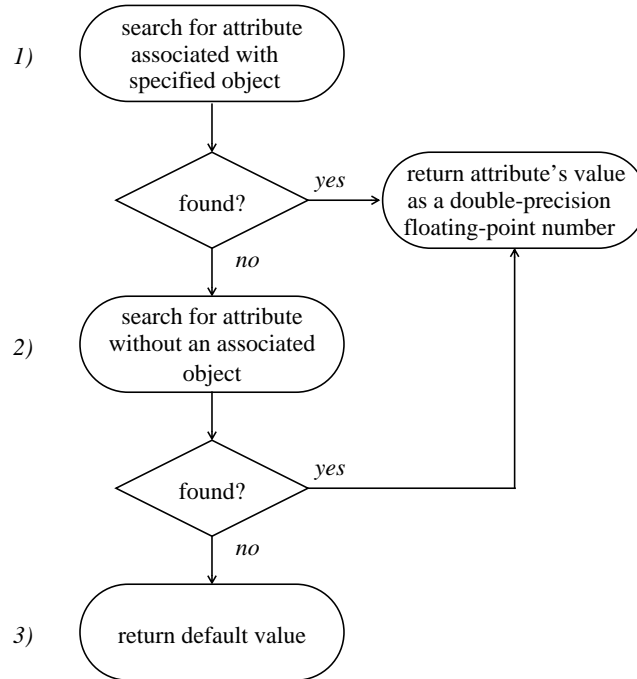 1)
search for attribute
associated with
specified object
found?
yes
return attribute’s value
as a double-precision
floating-point number
no
2)
search for attribute
without an associated
object
found?
yes
no
3)
return default value